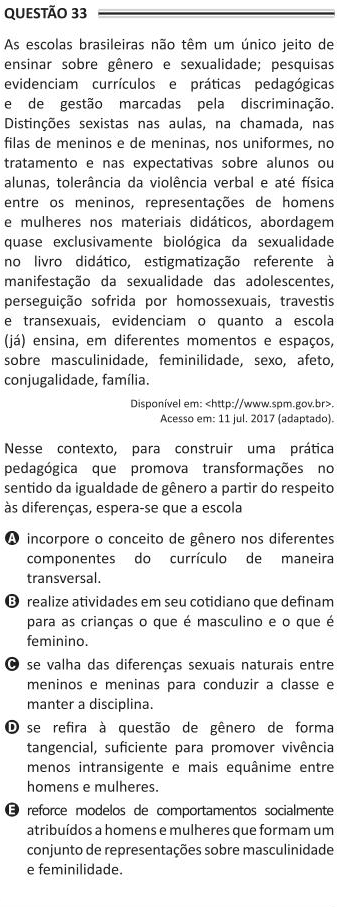 QUESTÃO 33
As escolas brasileiras não têm um único jeito de
ensinar sobre gênero e sexualidade; pesquisas
evidenciam currículos e práticas pedagógicas
e de gestão marcadas pela discriminação.
Distinções sexistas nas aulas, na chamada, nas
filas de meninos e de meninas, nos uniformes, no
tratamento e nas expectativas sobre alunos ou
alunas, tolerância da violência verbal e até física
entre os meninos, representações de homens
e mulheres nos materiais didáticos, abordagem
quase exclusivamente biológica da sexualidade
no livro didático, estigmatização referente à
manifestação da sexualidade das adolescentes,
perseguição sofrida por homossexuais, travestis
e transexuais, evidenciam o quanto a escola
(já) ensina, em diferentes momentos e espaços,
sobre masculinidade, feminilidade, sexo, afeto,
conjugalidade, família.
Disponível em: <http://www.spm.gov.br>.
Acesso em: 11 jul. 2017 (adaptado).
Nesse contexto, para construir uma prática
pedagógica que promova transformações no
sentido da igualdade de gênero a partir do respeito
às diferenças, espera-se que a escola
A incorpore o conceito de gênero nos diferentes
componentes do currículo de maneira
transversal.
B realize atividades em seu cotidiano que definam
para as crianças o que é masculino e o que é
feminino.
C se valha das diferenças sexuais naturais entre
meninos e meninas para conduzir a classe e
manter a disciplina.
D se refira à questão de gênero de forma
tangencial, suficiente para promover vivência
menos intransigente e mais equânime entre
homens e mulheres.
E reforce modelos de comportamentos socialmente
atribuídos a homens e mulheres que formam um
conjunto de representações sobre masculinidade
e feminilidade.